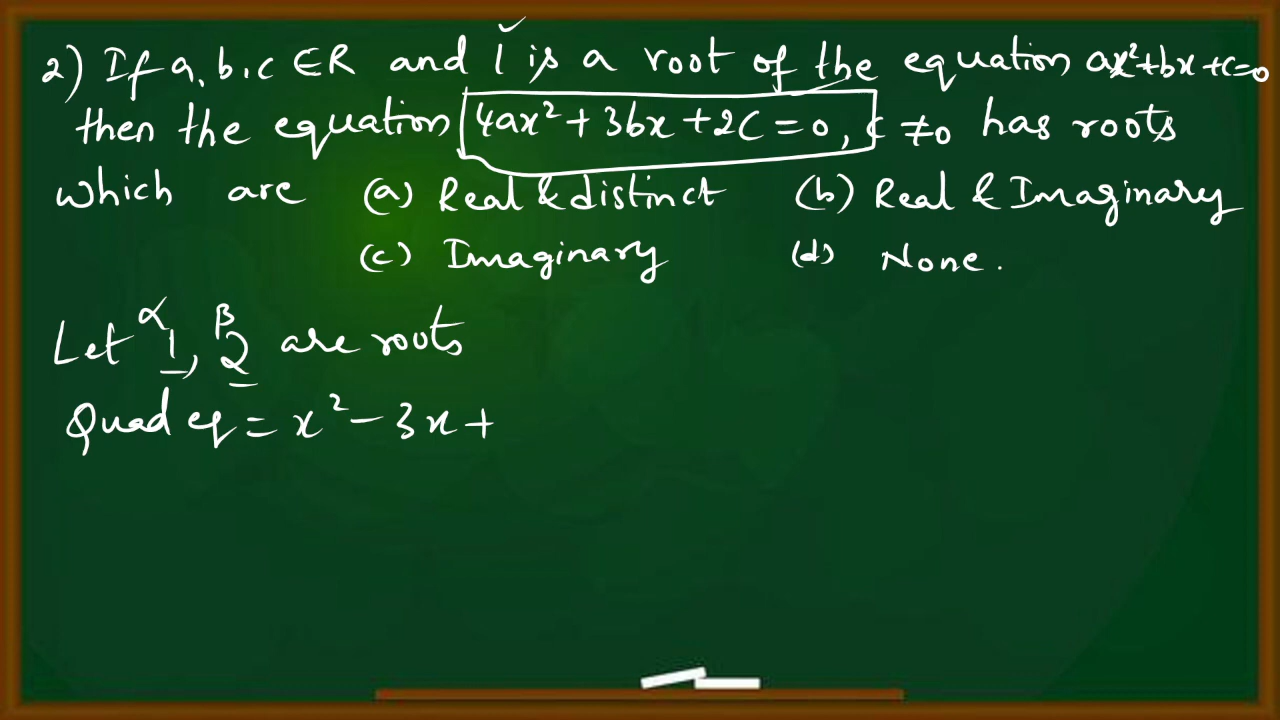 2) If a, b, c ∈ R and 1 is a root of the equation ax²+bx+c=0
then the equation 4ax²+3bx+2C=0, c ≠0 has roots
which are (a) Real & distinct (b) Real & Imaginary
(c) Imaginary (d) None.
α β
Let 1, 2 are roots
Quad eq = x²-3x+